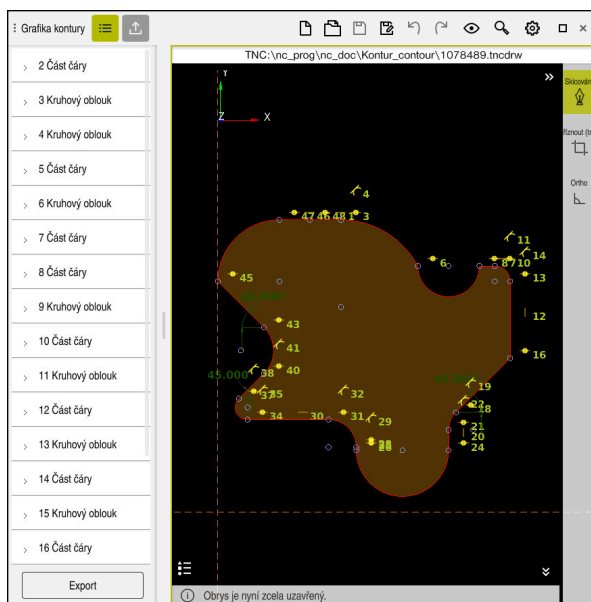 Grafika kontury
TNC:\nc_prog\nc_doc\Kontur_contour\1078489.tncdrw
2 Část čáry
3 Kruhový oblouk
4 Kruhový oblouk
5 Část čáry
6 Kruhový oblouk
7 Část čáry
8 Část čáry
9 Kruhový oblouk
10 Část čáry
11 Kruhový oblouk
12 Část čáry
13 Kruhový oblouk
14 Část čáry
15 Kruhový oblouk
16 Část čáry
Export
Y
Z X
4
47 46 48 1 3
11
6 8 7 10 14
45 13
12
43
41 16
40
38 19
45.000°
37 35 32 22 18
34 30 31 29 21
20
24
Skicován
Ortho
Obrys je nyní zcela uzavřený.